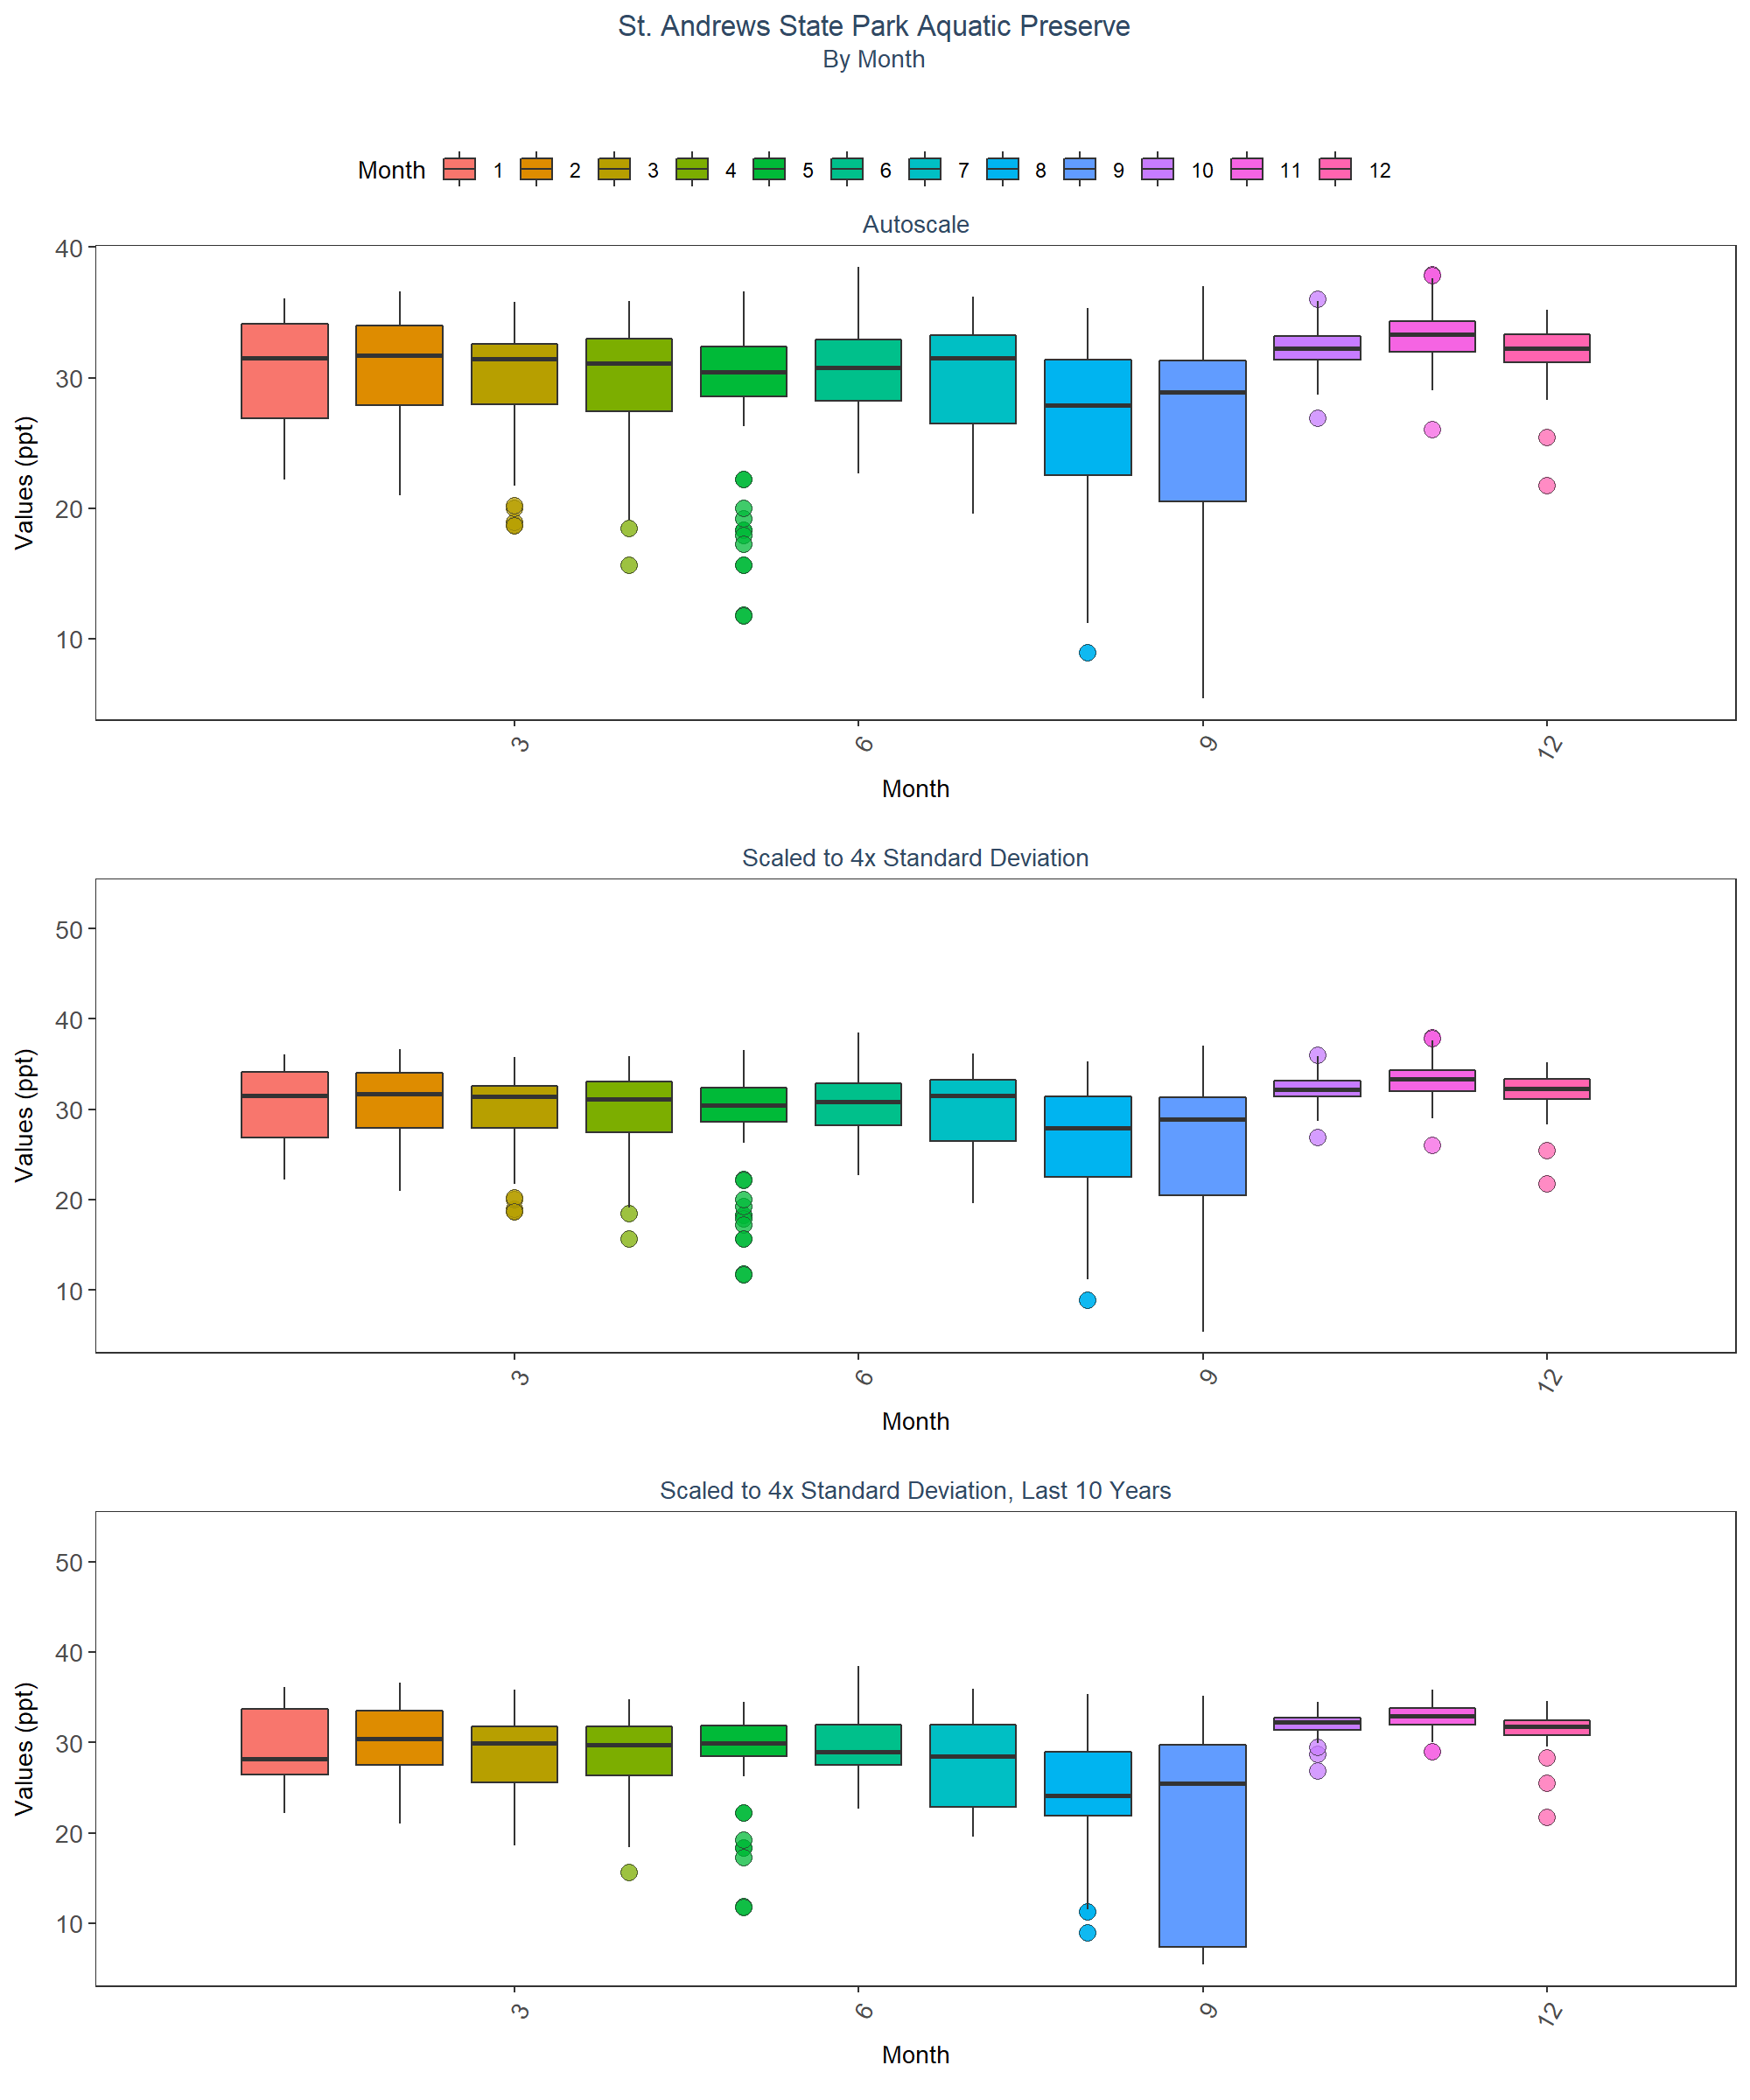 St. Andrews State Park Aquatic Preserve
By Month
Month 1 2 3 4 5 6 7 8 9 10 11 12
Autoscale
Values (ppt)
40
30
20
10
3 6 9 12
Month
Scaled to 4x Standard Deviation
Values (ppt)
50
40
30
20
10
3 6 9 12
Month
Scaled to 4x Standard Deviation, Last 10 Years
Values (ppt)
50
40
30
20
10
3 6 9 12
Month